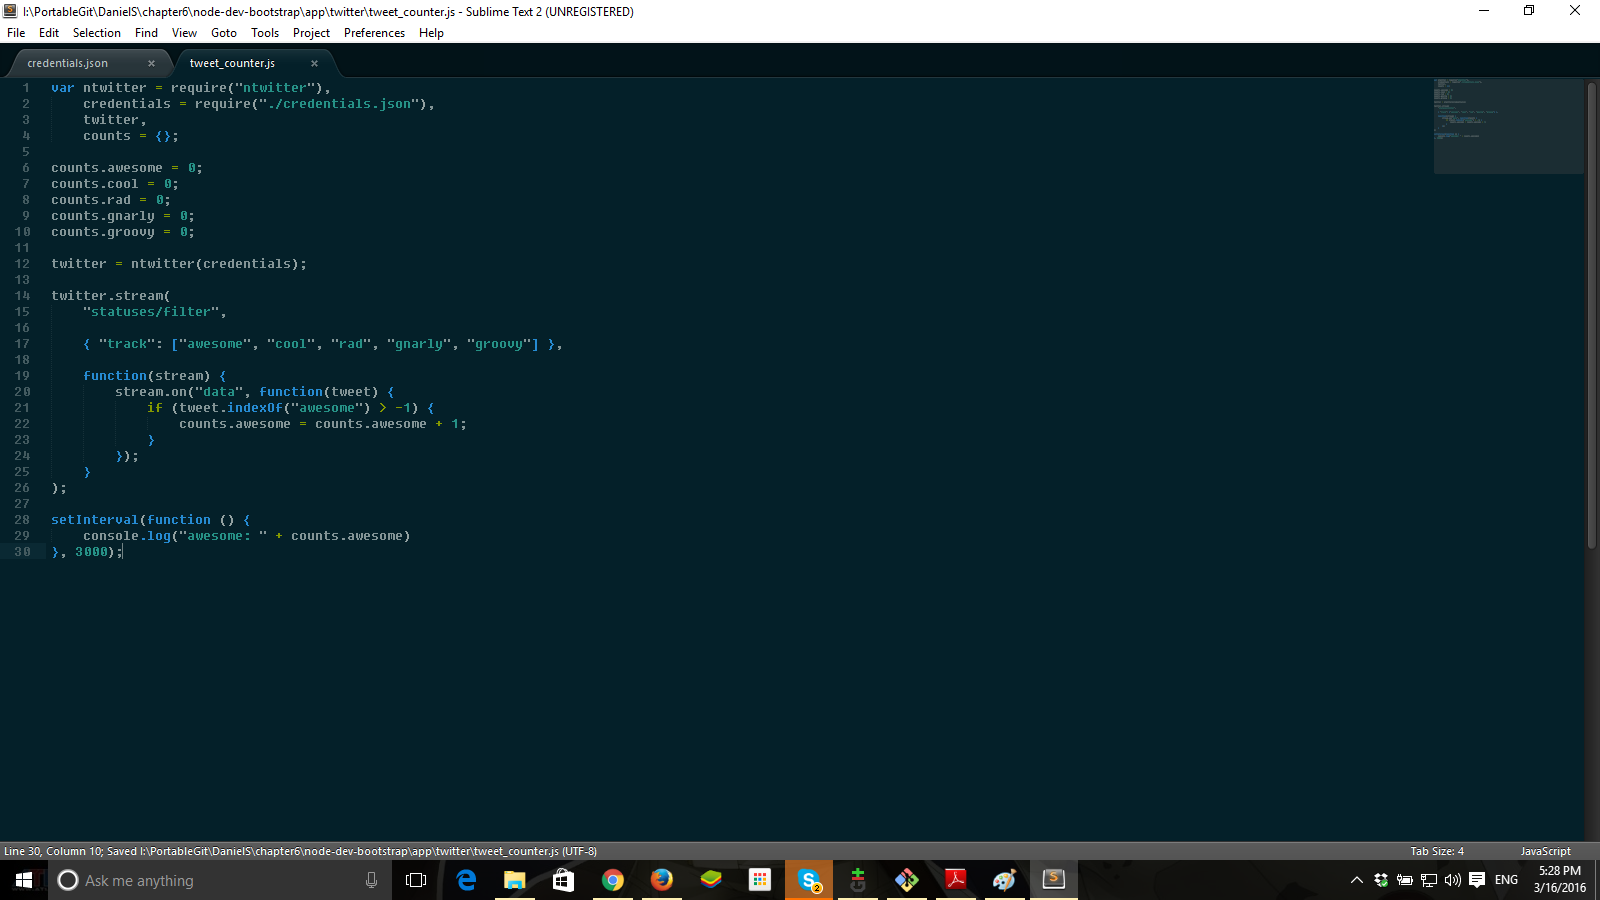 I:\PortableGit\DanielS\chapter6\node-dev-bootstrap\app\twitter\tweet_counter.js - Sublime Text 2 (UNREGISTERED)
File Edit Selection Find View Goto Tools Project Preferences Help
credentials.json × tweet_counter.js ×
1 var ntwitter = require("ntwitter"),
2     credentials = require("./credentials.json"),
3     twitter,
4     counts = {};
5
6 counts.awesome = 0;
7 counts.cool = 0;
8 counts.rad = 0;
9 counts.gnarly = 0;
10 counts.groovy = 0;
11
12 twitter = ntwitter(credentials);
13
14 twitter.stream(
15     "statuses/filter",
16
17     { "track": ["awesome", "cool", "rad", "gnarly", "groovy"] },
18
19     function(stream) {
20         stream.on("data", function(tweet) {
21             if (tweet.indexOf("awesome") > -1) {
22                 counts.awesome = counts.awesome + 1;
23             }
24         });
25     }
26 );
27
28 setInterval(function () {
29     console.log("awesome: " + counts.awesome)
30 }, 3000);
Line 30, Column 10; Saved I:\PortableGit\DanielS\chapter6\node-dev-bootstrap\app\twitter\tweet_counter.js (UTF-8) Tab Size: 4 JavaScript
Ask me anything
2
ENG
5:28 PM
3/16/2016